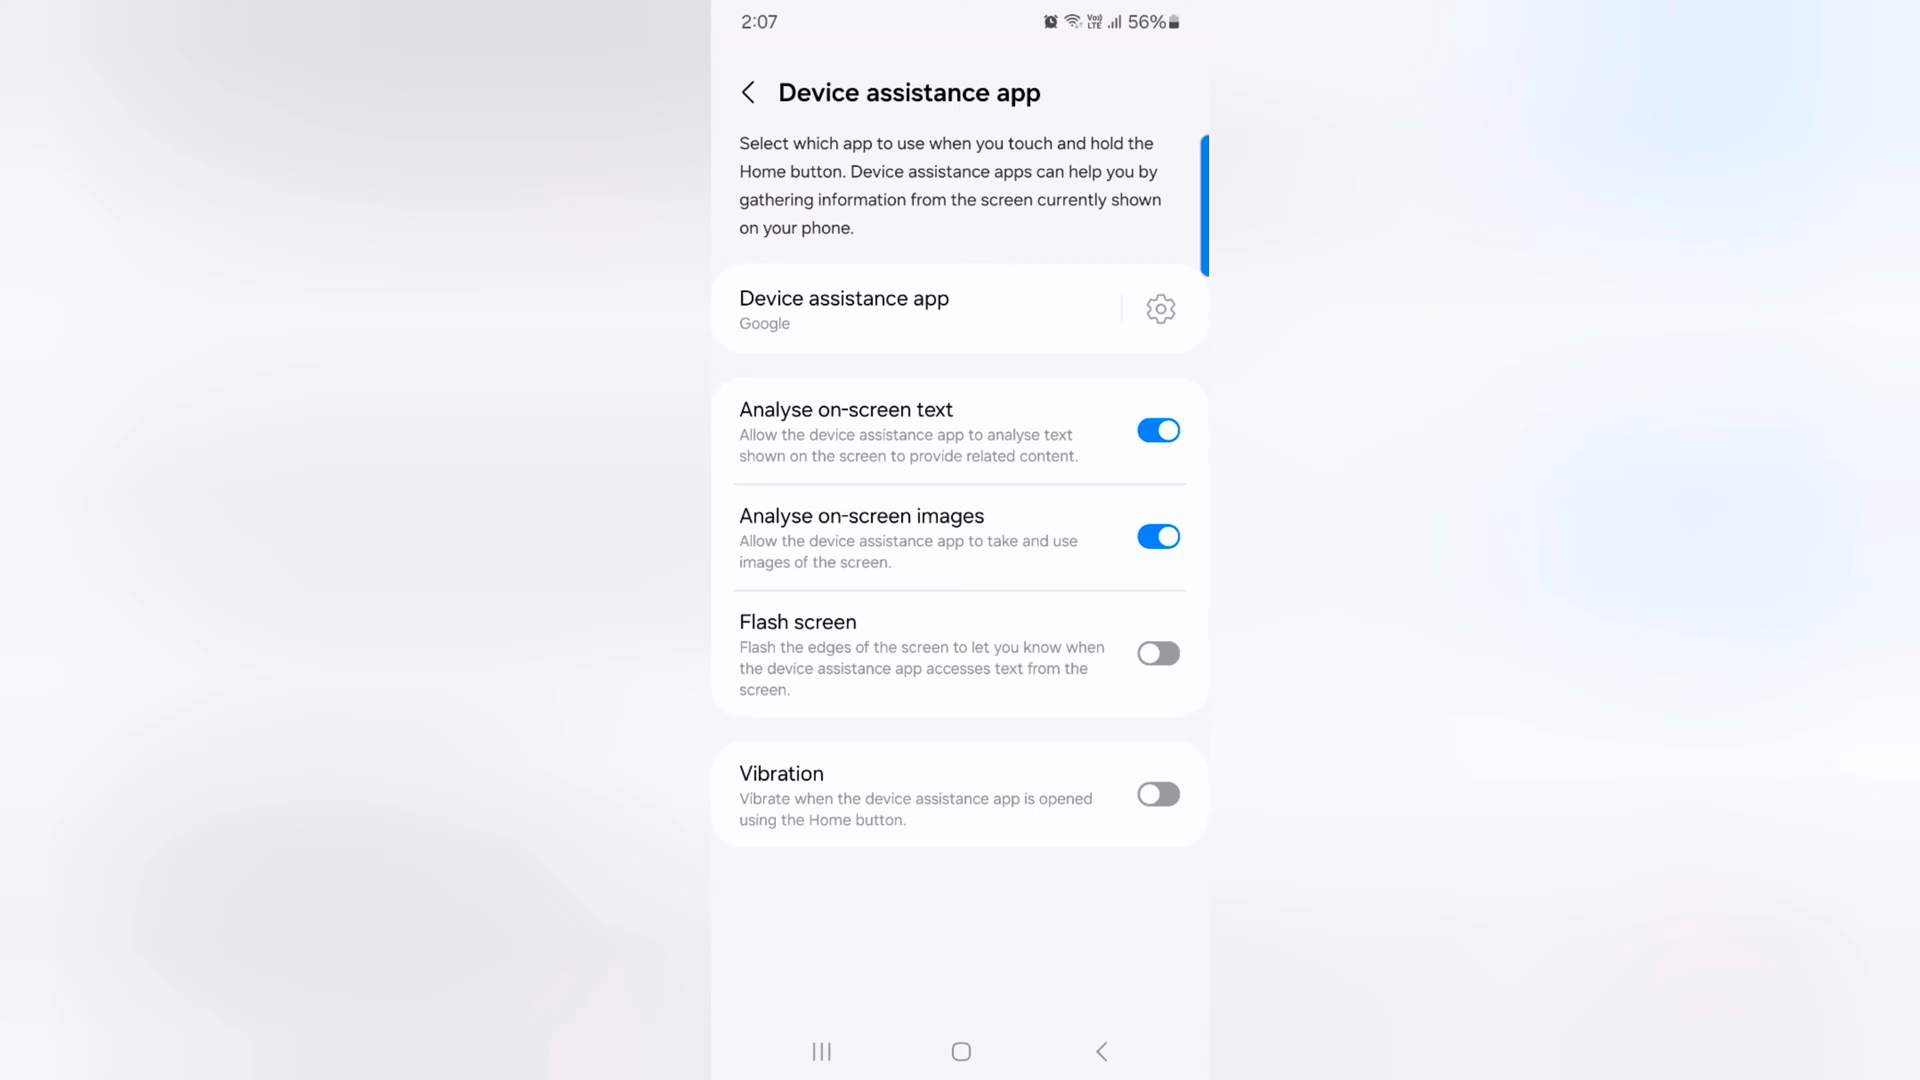 2:07
Vo)) LTE 56%
Device assistance app
Select which app to use when you touch and hold the
Home button. Device assistance apps can help you by
gathering information from the screen currently shown
on your phone.
Device assistance app
Google
Analyse on-screen text
Allow the device assistance app to analyse text
shown on the screen to provide related content.
Analyse on-screen images
Allow the device assistance app to take and use
images of the screen.
Flash screen
Flash the edges of the screen to let you know when
the device assistance app accesses text from the
screen.
Vibration
Vibrate when the device assistance app is opened
using the Home button.